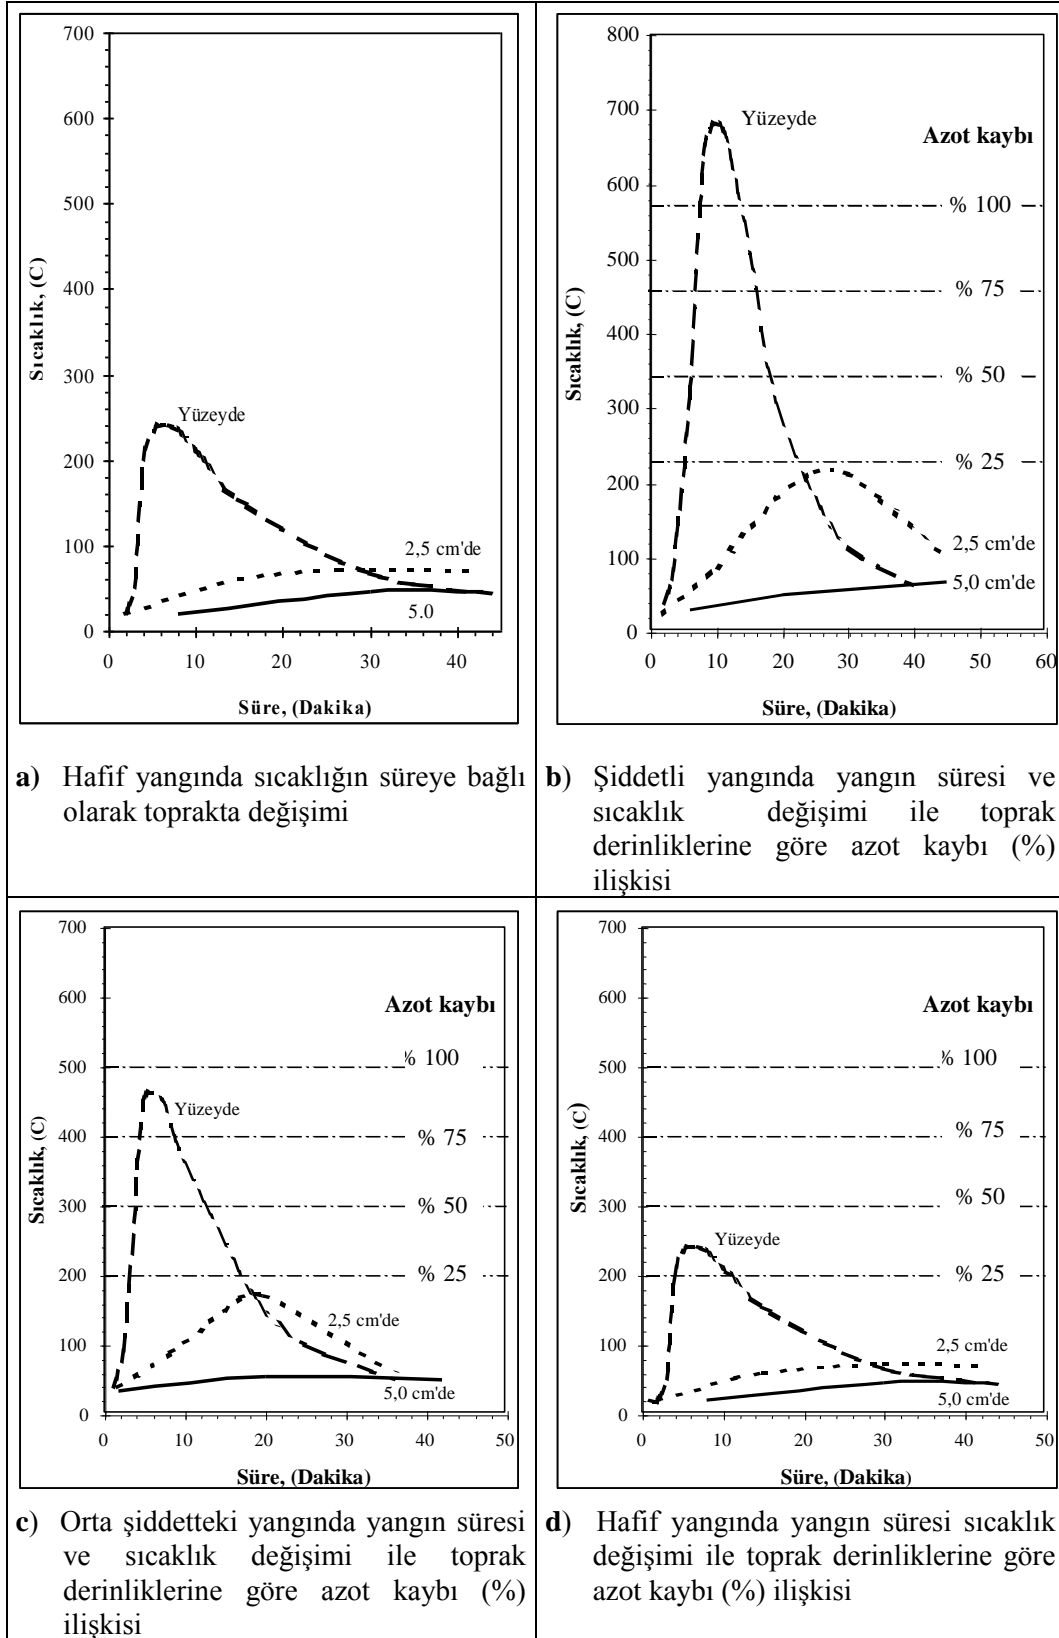 700
600
500
400
300
200
100
0
Sıcaklık, (C)
Yüzeyde
2,5 cm'de
5.0
0 10 20 30 40
Süre, (Dakika)
a) Hafif yangında sıcaklığın süreye bağlı
olarak toprakta değişimi
800
700
600
500
400
300
200
100
0
Sıcaklık, (C)
Yüzeyde
Azot kaybı
% 100
% 75
% 50
% 25
2,5 cm'de
5,0 cm'de
0 10 20 30 40 50 60
Süre, (Dakika)
b) Şiddetli yangında yangın süresi ve
sıcaklık değişimi ile toprak
derinliklerine göre azot kaybı (%)
ilişkisi
700
600
500
400
300
200
100
0
Sıcaklık, (C)
Azot kaybı
% 100
Yüzeyde
% 75
% 50
% 25
2,5 cm'de
5,0 cm'de
0 10 20 30 40 50
Süre, (Dakika)
c) Orta şiddetteki yangında yangın süresi
ve sıcaklık değişimi ile toprak
derinliklerine göre azot kaybı (%)
ilişkisi
700
600
500
400
300
200
100
0
Sıcaklık, (C)
Azot kaybı
% 100
% 75
% 50
Yüzeyde
% 25
2,5 cm'de
5,0 cm'de
0 10 20 30 40 50
Süre, (Dakika)
d) Hafif yangında yangın süresi sıcaklık
değişimi ile toprak derinliklerine göre
azot kaybı (%) ilişkisi